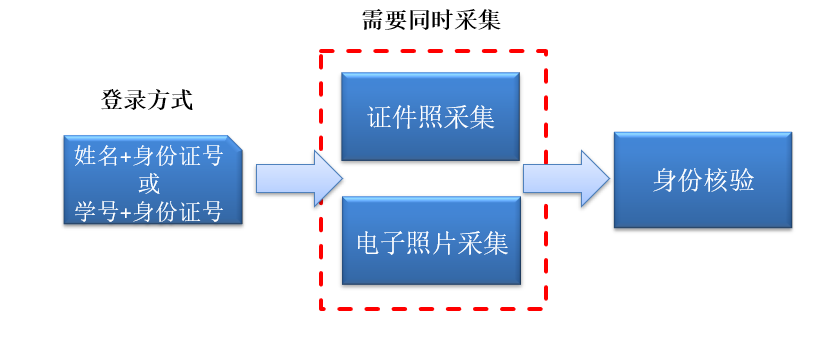 需要同时采集
登录方式
姓名+身份证号
或
学号+身份证号
证件照采集
电子照片采集
身份核验